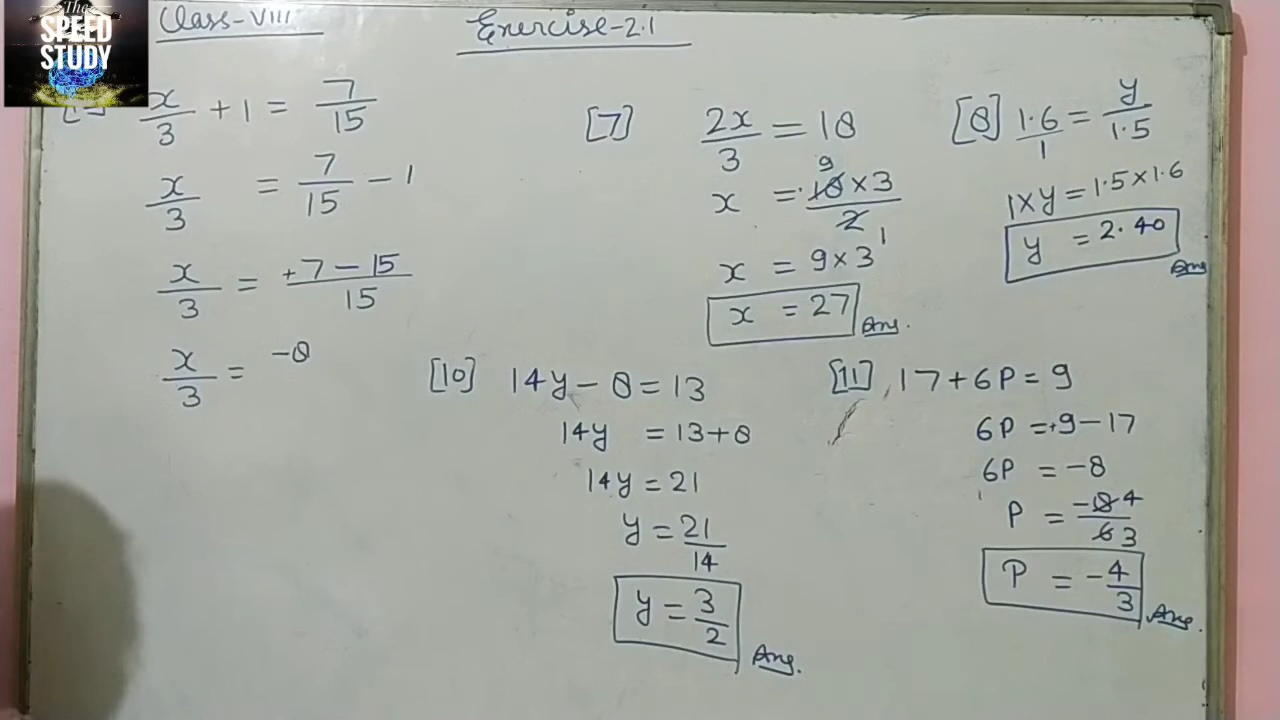 The
SPEED
STUDY
Class-VIII
Exercise-2.1
x/3 + 1 = 7/15
x/3 = 7/15 - 1
x/3 = +7-15/15
x/3 = -8
[7] 2x/3 = 18
x = 18 9×3/2 1
x = 9×3
x = 27 Ans.
[8] 1.6/1 = y/1.5
1×y = 1.5×1.6
y = 2.40 Ans
[10] 14y - 8 = 13
14y = 13+8
14y = 21
y = 21/14
y = 3/2 Ans.
[11] 17+6P = 9
6P = +9-17
6P = -8
P = -8 4/6 3
P = -4/3 Ans.